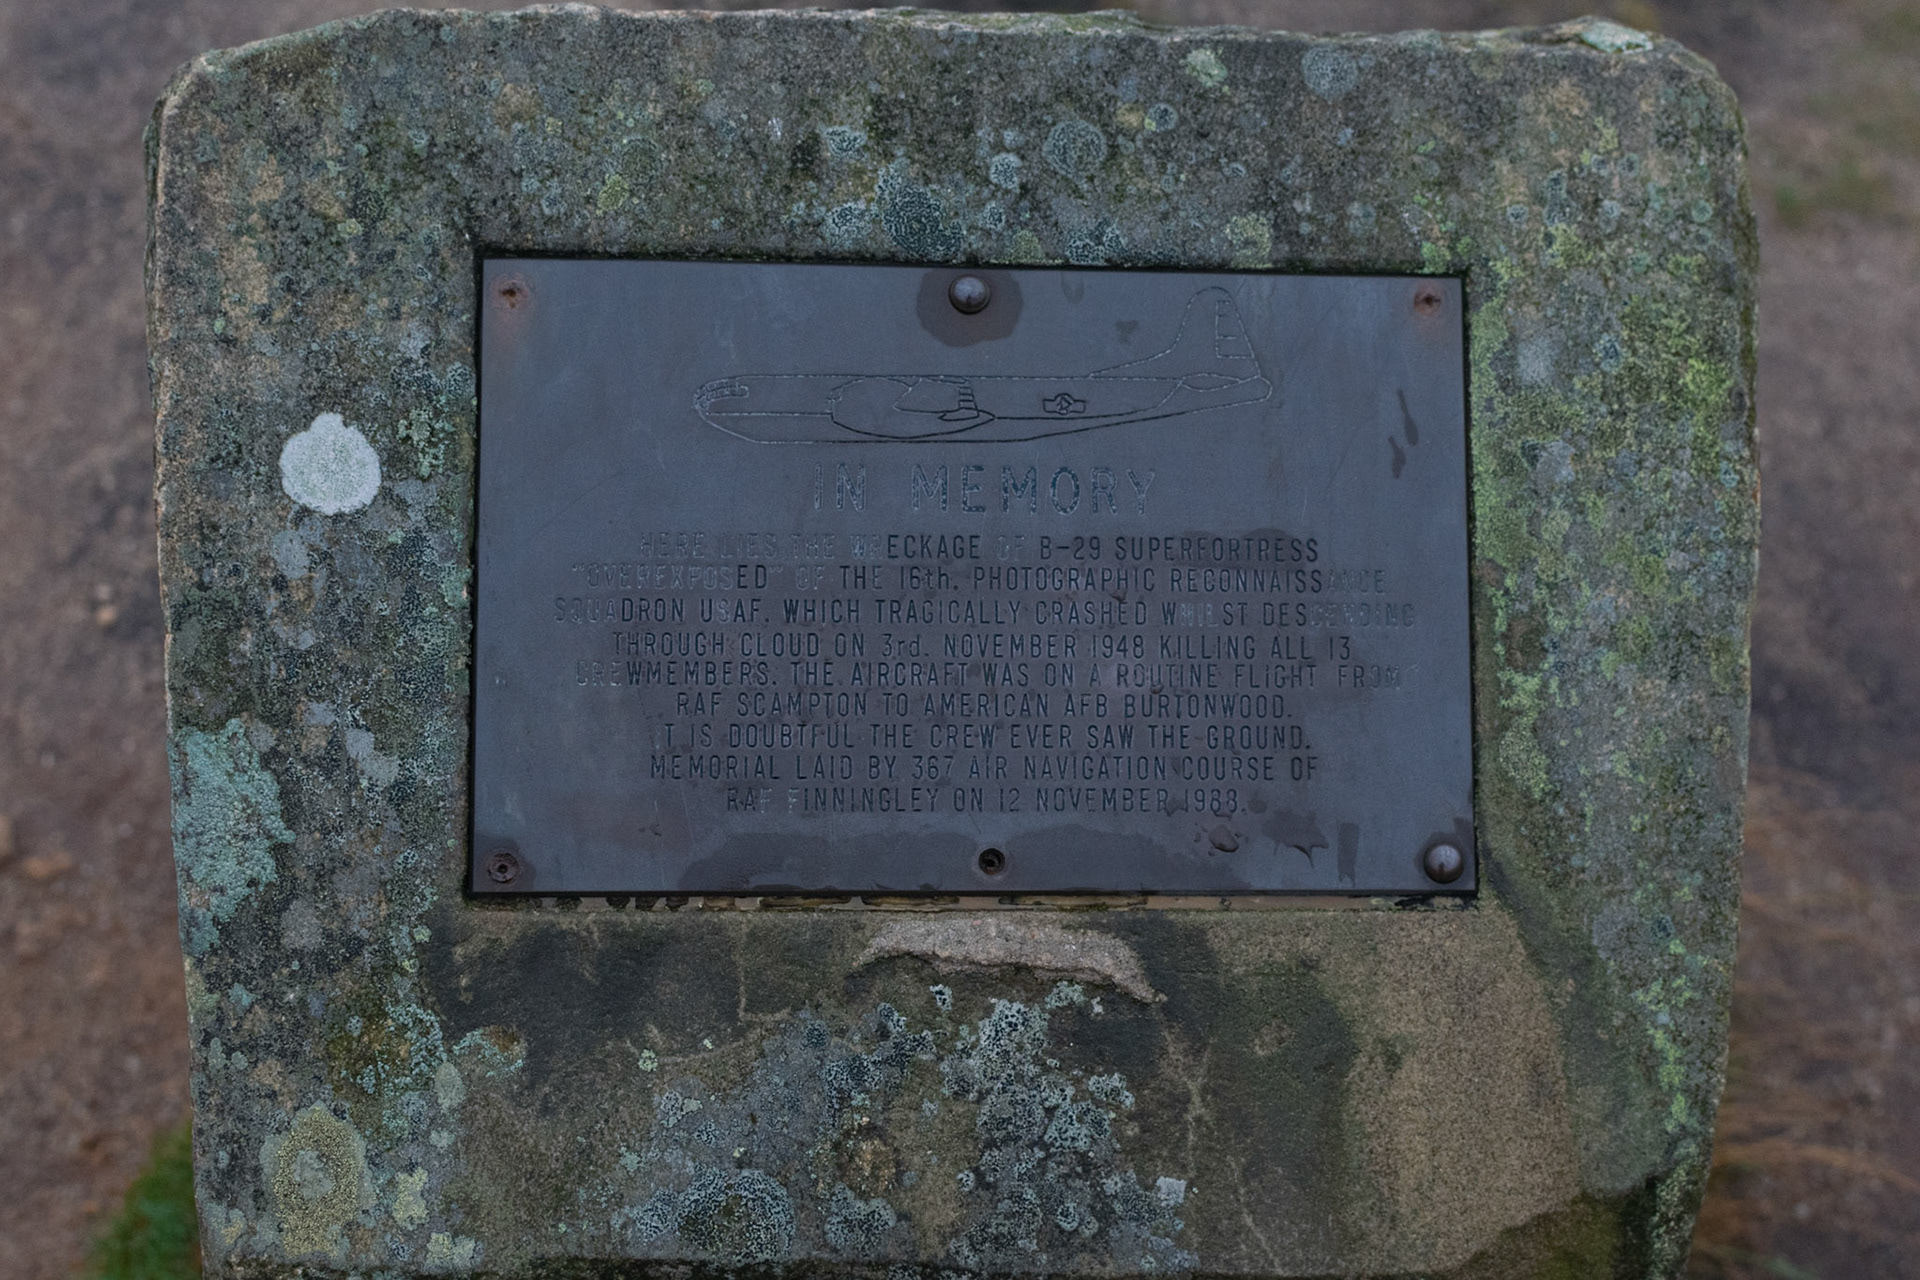 IN MEMORY
HERE LIES THE WRECKAGE OF B-29 SUPERFORTRESS
"OVEREXPOSED" OF THE 16th. PHOTOGRAPHIC RECONNAISSANCE
SQUADRON USAF, WHICH TRAGICALLY CRASHED WHILST DESCENDING
THROUGH CLOUD ON 3rd. NOVEMBER 1948 KILLING ALL 13
CREWMEMBERS. THE AIRCRAFT WAS ON A ROUTINE FLIGHT FROM
RAF SCAMPTON TO AMERICAN AFB BURTONWOOD.
IT IS DOUBTFUL THE CREW EVER SAW THE GROUND.
MEMORIAL LAID BY 367 AIR NAVIGATION COURSE OF
RAF FINNINGLEY ON 12 NOVEMBER 1988.